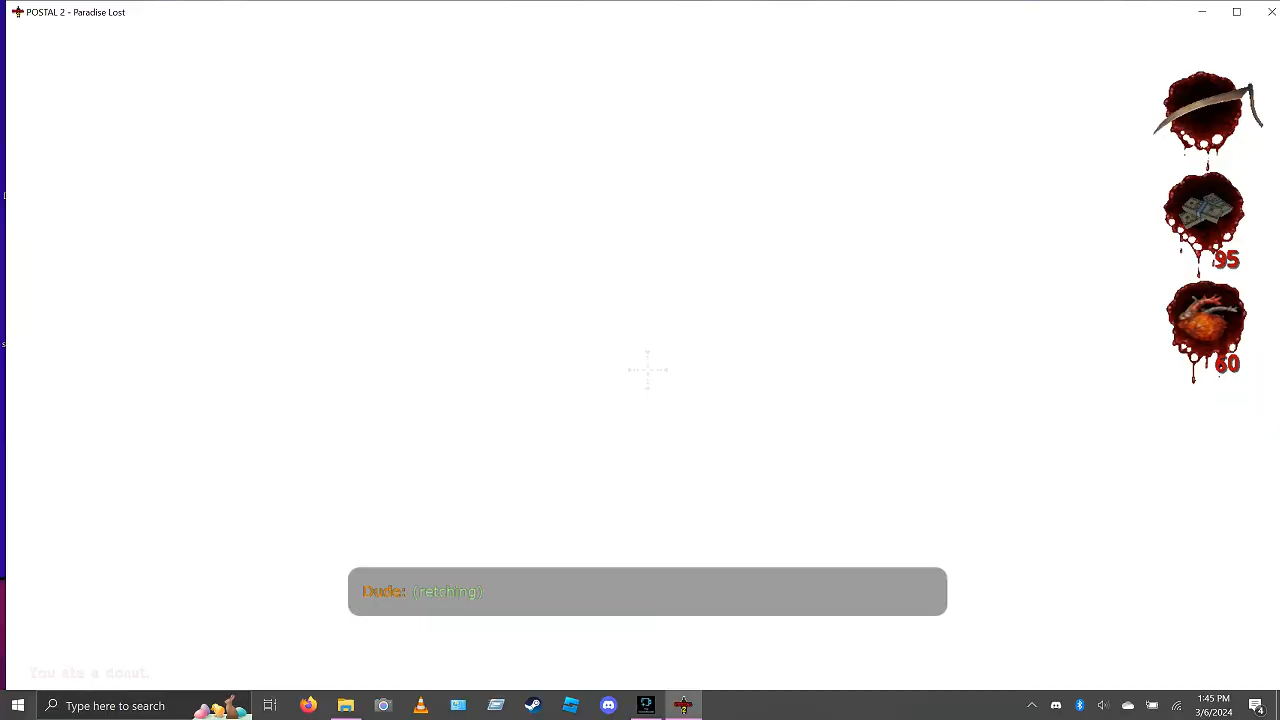 POSTAL 2 - Paradise Lost
95
60
Dude: (retching)
You ate a donut.
Type here to search
1:45 PM
3/6/2024
4